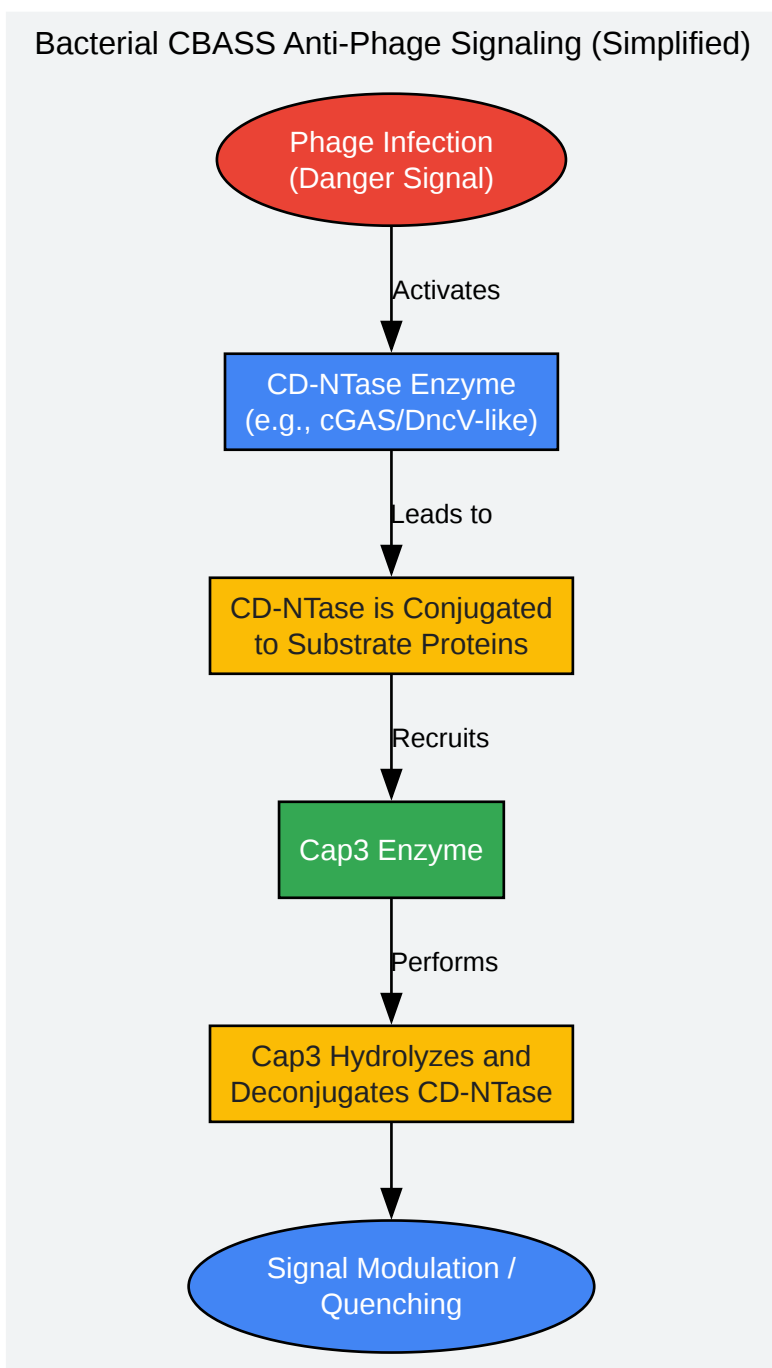 Bacterial CBASS Anti-Phage Signaling (Simplified)
Phage Infection
(Danger Signal)
Activates
CD-NTase Enzyme
(e.g., cGAS/DncV-like)
Leads to
CD-NTase is Conjugated
to Substrate Proteins
Recruits
Cap3 Enzyme
Performs
Cap3 Hydrolyzes and
Deconjugates CD-NTase
Signal Modulation /
Quenching